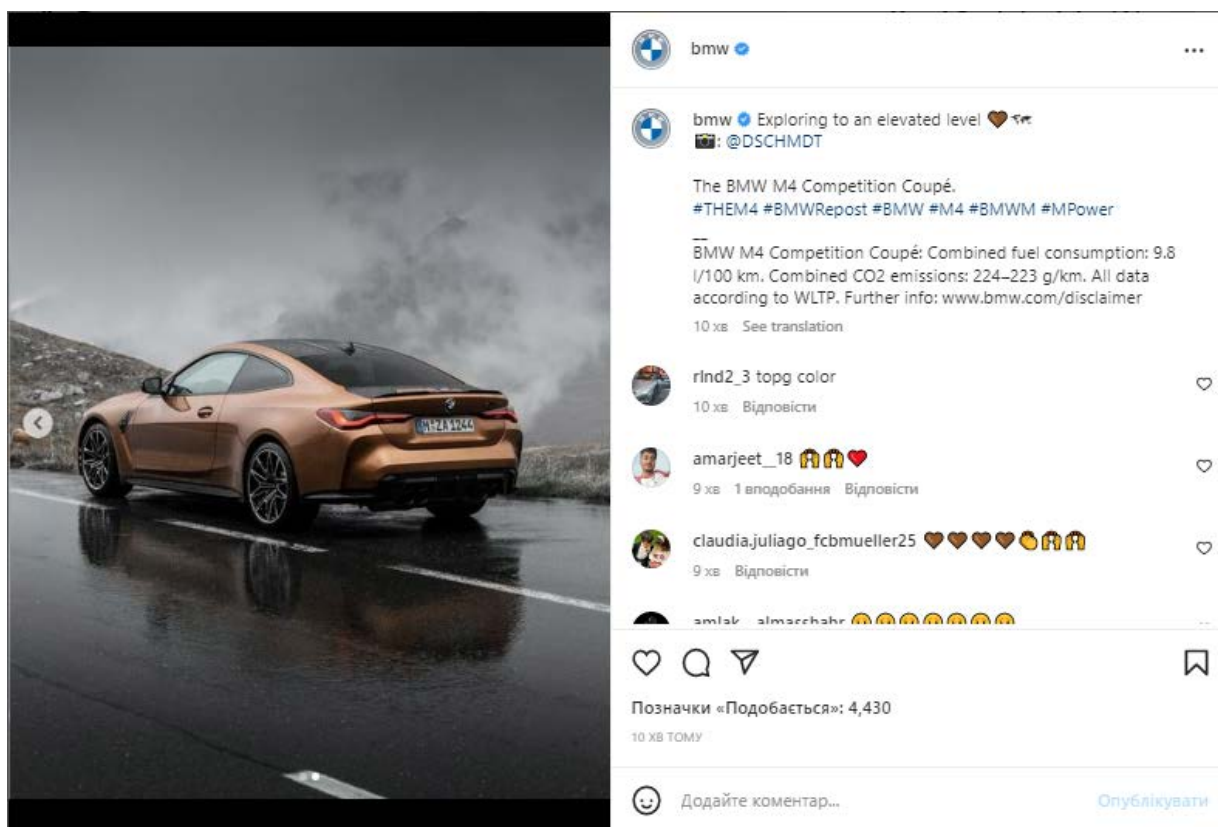 M·ZA 1244
bmw
bmw Exploring to an elevated level 🤎🗺
📷: @DSCHMDT
The BMW M4 Competition Coupé.
#THEM4 #BMWRepost #BMW #M4 #BMWM #MPower
__
BMW M4 Competition Coupé: Combined fuel consumption: 9.8
l/100 km. Combined CO2 emissions: 224–223 g/km. All data
according to WLTP. Further info: www.bmw.com/disclaimer
10 хв See translation
rlnd2_3 topg color
10 хв Відповісти
amarjeet__18 🙌🙌❤️
9 хв 1 вподобання Відповісти
claudia.juliago_fcbmueller25 🤎🤎🤎🤎👏🙌🙌
9 хв Відповісти
Позначки «Подобається»: 4,430
10 ХВ ТОМУ
Додайте коментар...
Опублікувати